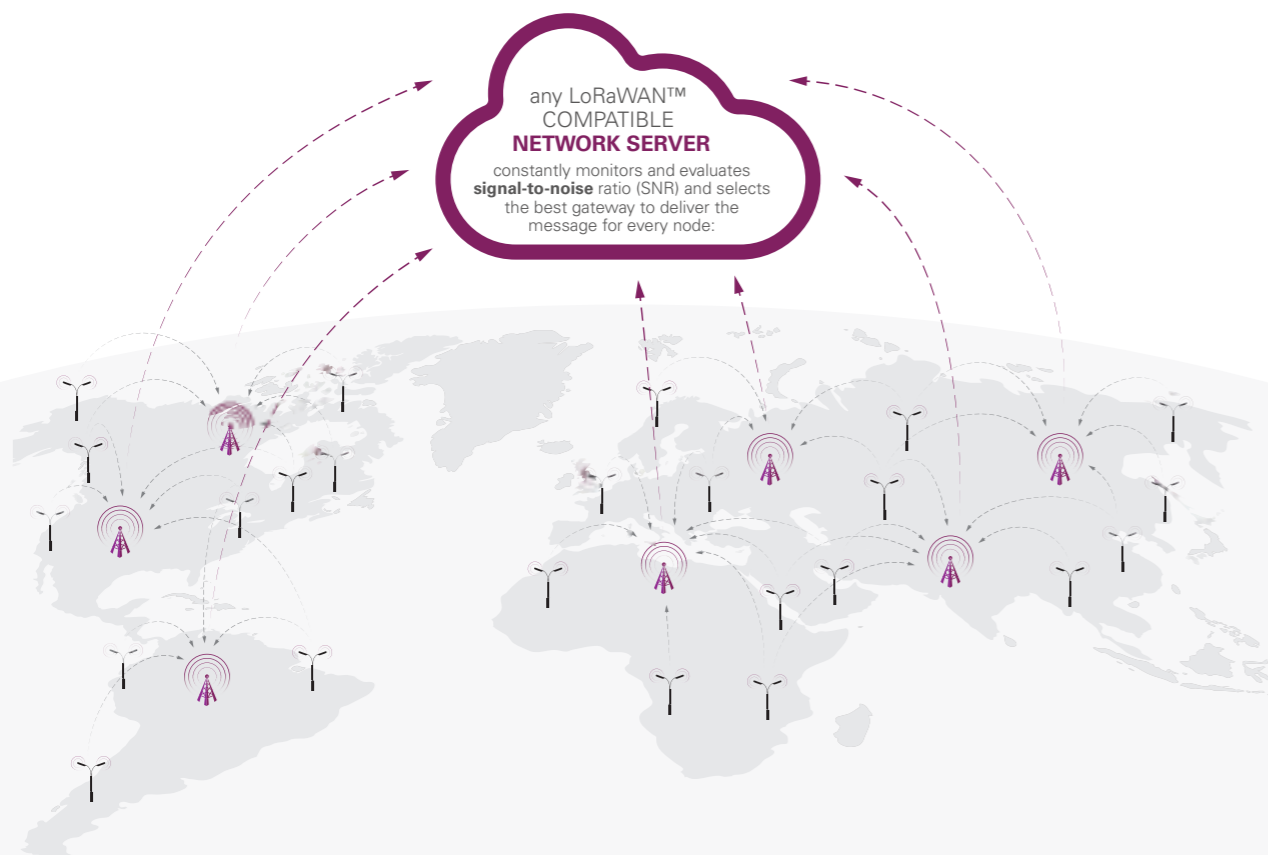 any LoRaWAN™
COMPATIBLE
NETWORK SERVER
constantly monitors and evaluates
signal-to-noise ratio (SNR) and selects
the best gateway to deliver the
message for every node: